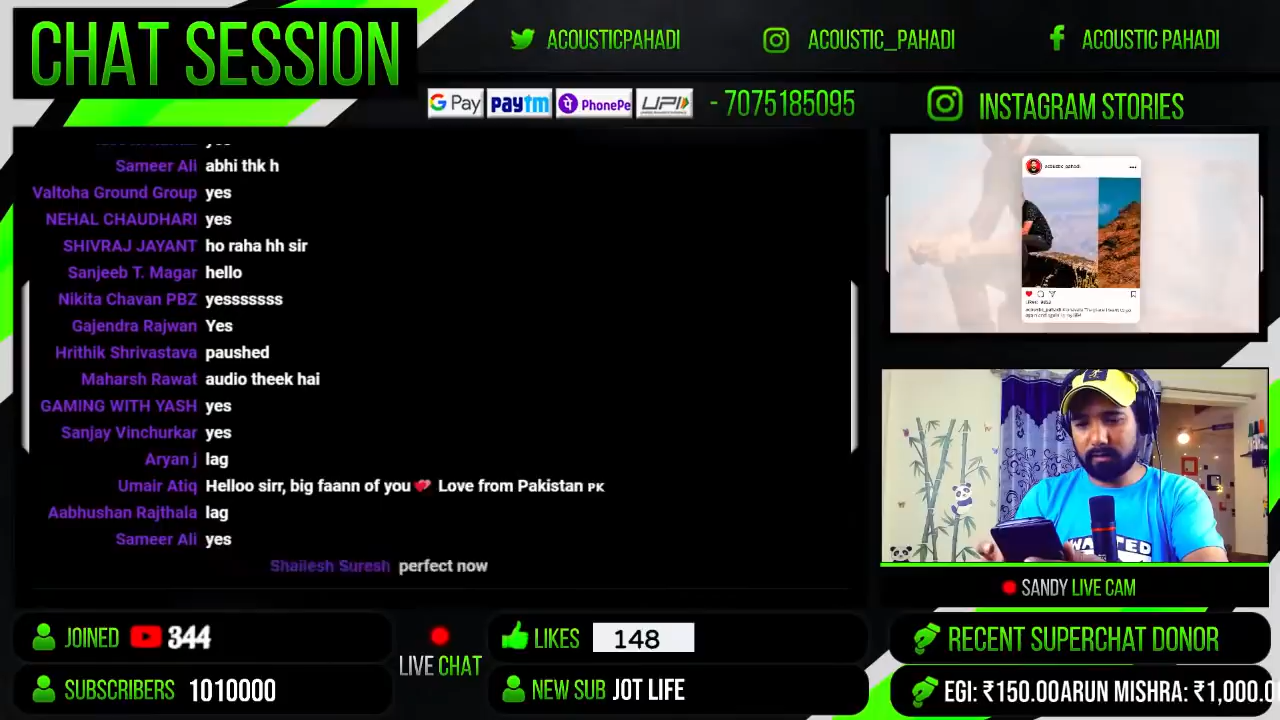 CHAT SESSION
ACOUSTICPAHADI
ACOUSTIC_PAHADI
ACOUSTIC PAHADI
G Pay
paytm
PhonePe
UPI
- 7075185095
INSTAGRAM STORIES
Sameer Ali abhi thk h
Valtoha Ground Group yes
NEHAL CHAUDHARI yes
SHIVRAJ JAYANT ho raha hh sir
Sanjeeb T. Magar hello
Nikita Chavan PBZ yesssssss
Gajendra Rajwan Yes
Hrithik Shrivastava paushed
Maharsh Rawat audio theek hai
GAMING WITH YASH yes
Sanjay Vinchurkar yes
Aryan j lag
Umair Atiq Helloo sirr, big faann of you💞 Love from Pakistan PK
Aabhushan Rajthala lag
Sameer Ali yes
Shailesh Suresh perfect now
acoustic_pahadi
WANTED
SANDY LIVE CAM
JOINED 344
LIVE CHAT
LIKES 148
RECENT SUPERCHAT DONOR
SUBSCRIBERS 1010000
NEW SUB JOT LIFE
EGI: ₹150.00ARUN MISHRA: ₹1,000.0